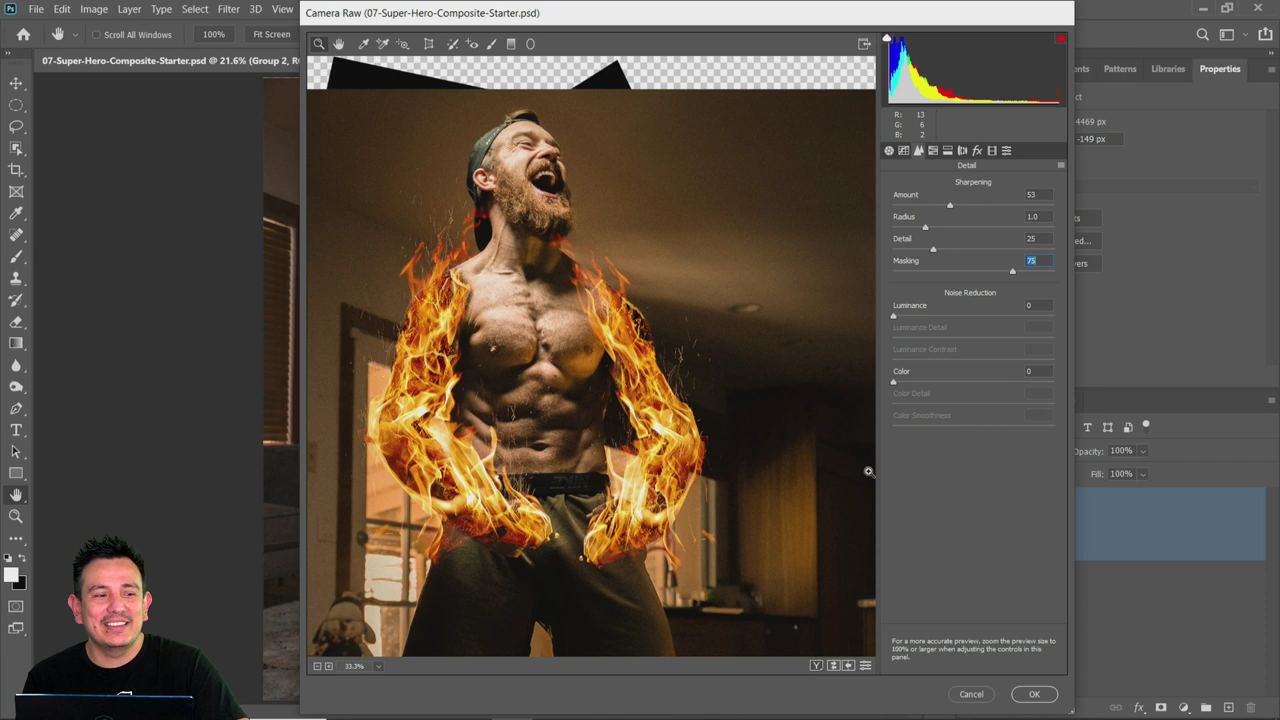 Ps File Edit Image Layer Type Select Filter 3D View
Camera Raw (07-Super-Hero-Composite-Starter.psd)
Scroll All Windows 100% Fit Screen
07-Super-Hero-Composite-Starter.psd @ 21.6% (Group 2, R
Patterns Libraries Properties
R: 13
G: 6
B: 2
4469 px
-149 px
Detail
Sharpening
Amount 53
Radius 1.0
Detail 25
Masking 75
Noise Reduction
Luminance 0
Luminance Detail
Luminance Contrast
Color 0
Color Detail
Color Smoothness
Opacity: 100%
Fill: 100%
For a more accurate preview, zoom the preview size to
100% or larger when adjusting the controls in this
panel.
33.3%
Y
Cancel OK